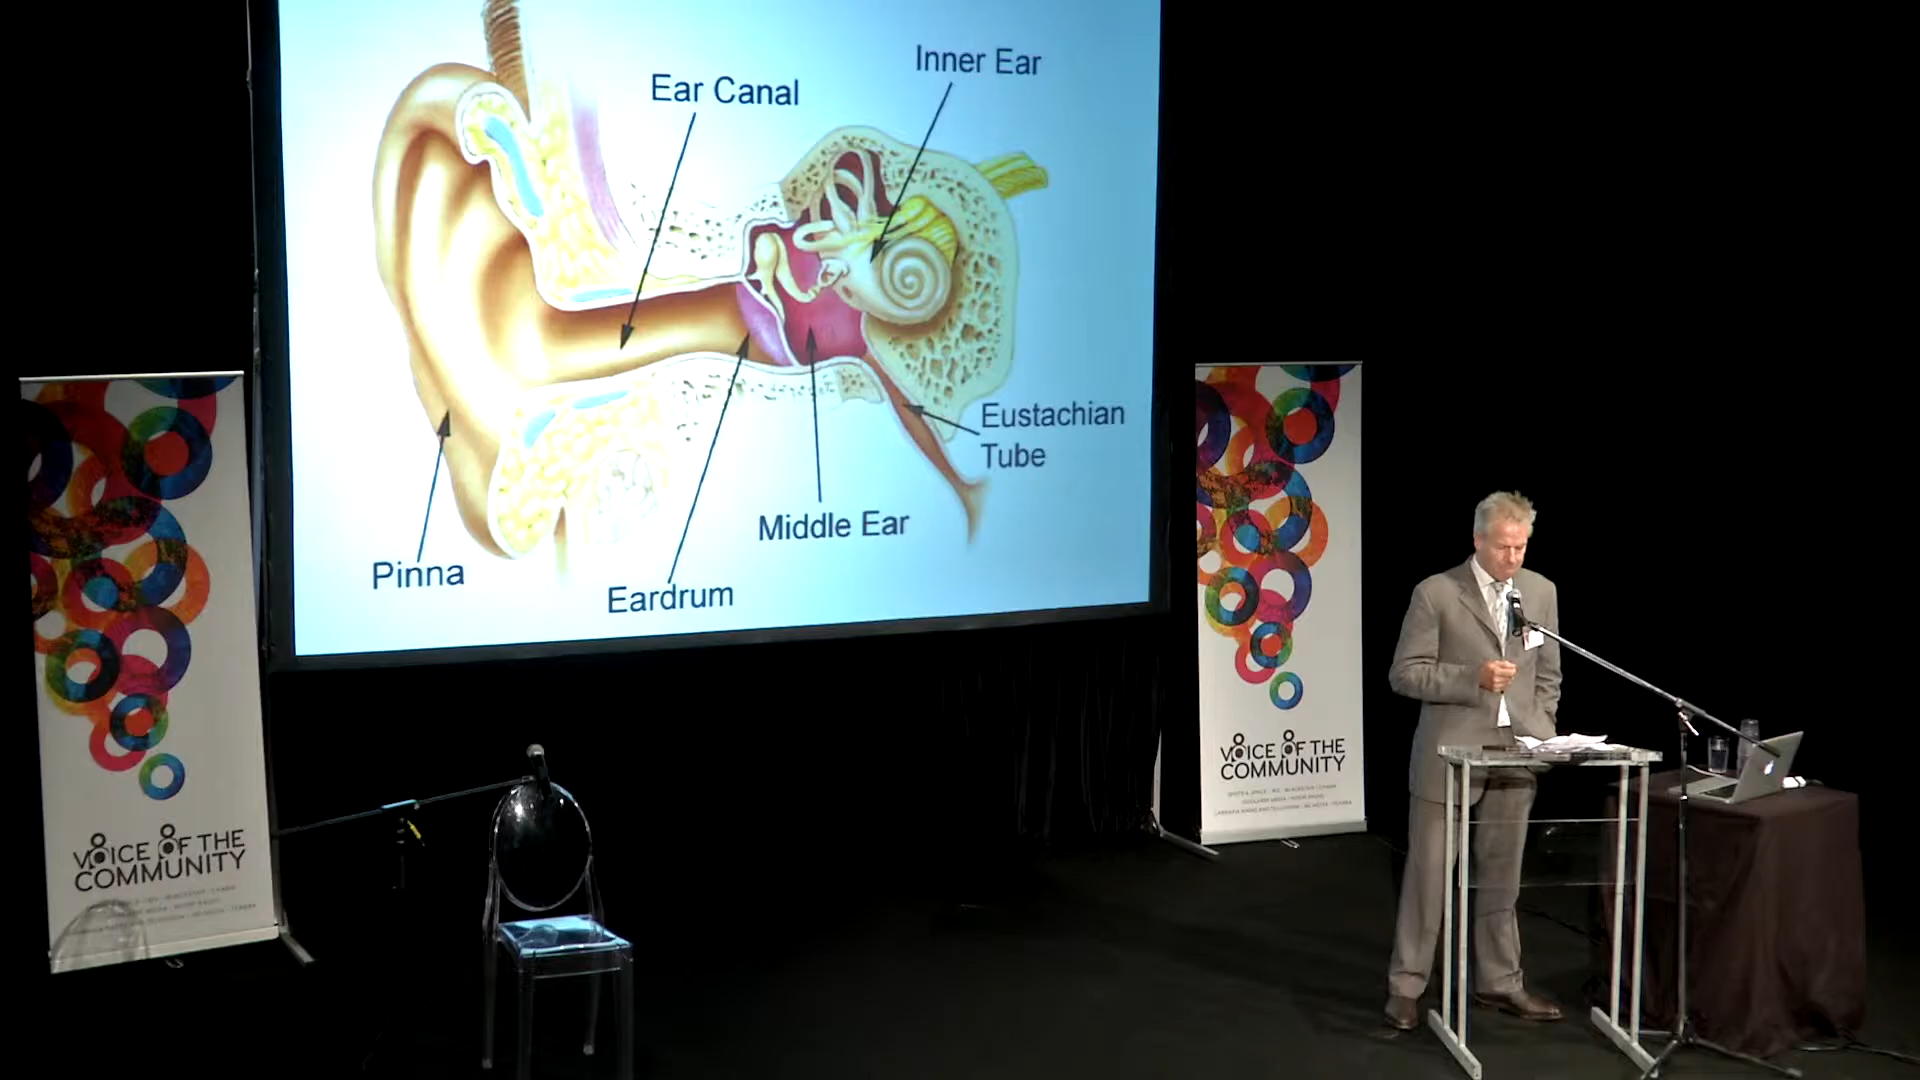 Inner Ear
Ear Canal
Eustachian
Tube
Middle Ear
Pinna
Eardrum
VOICE OF THE
COMMUNITY
VOICE OF THE
COMMUNITY